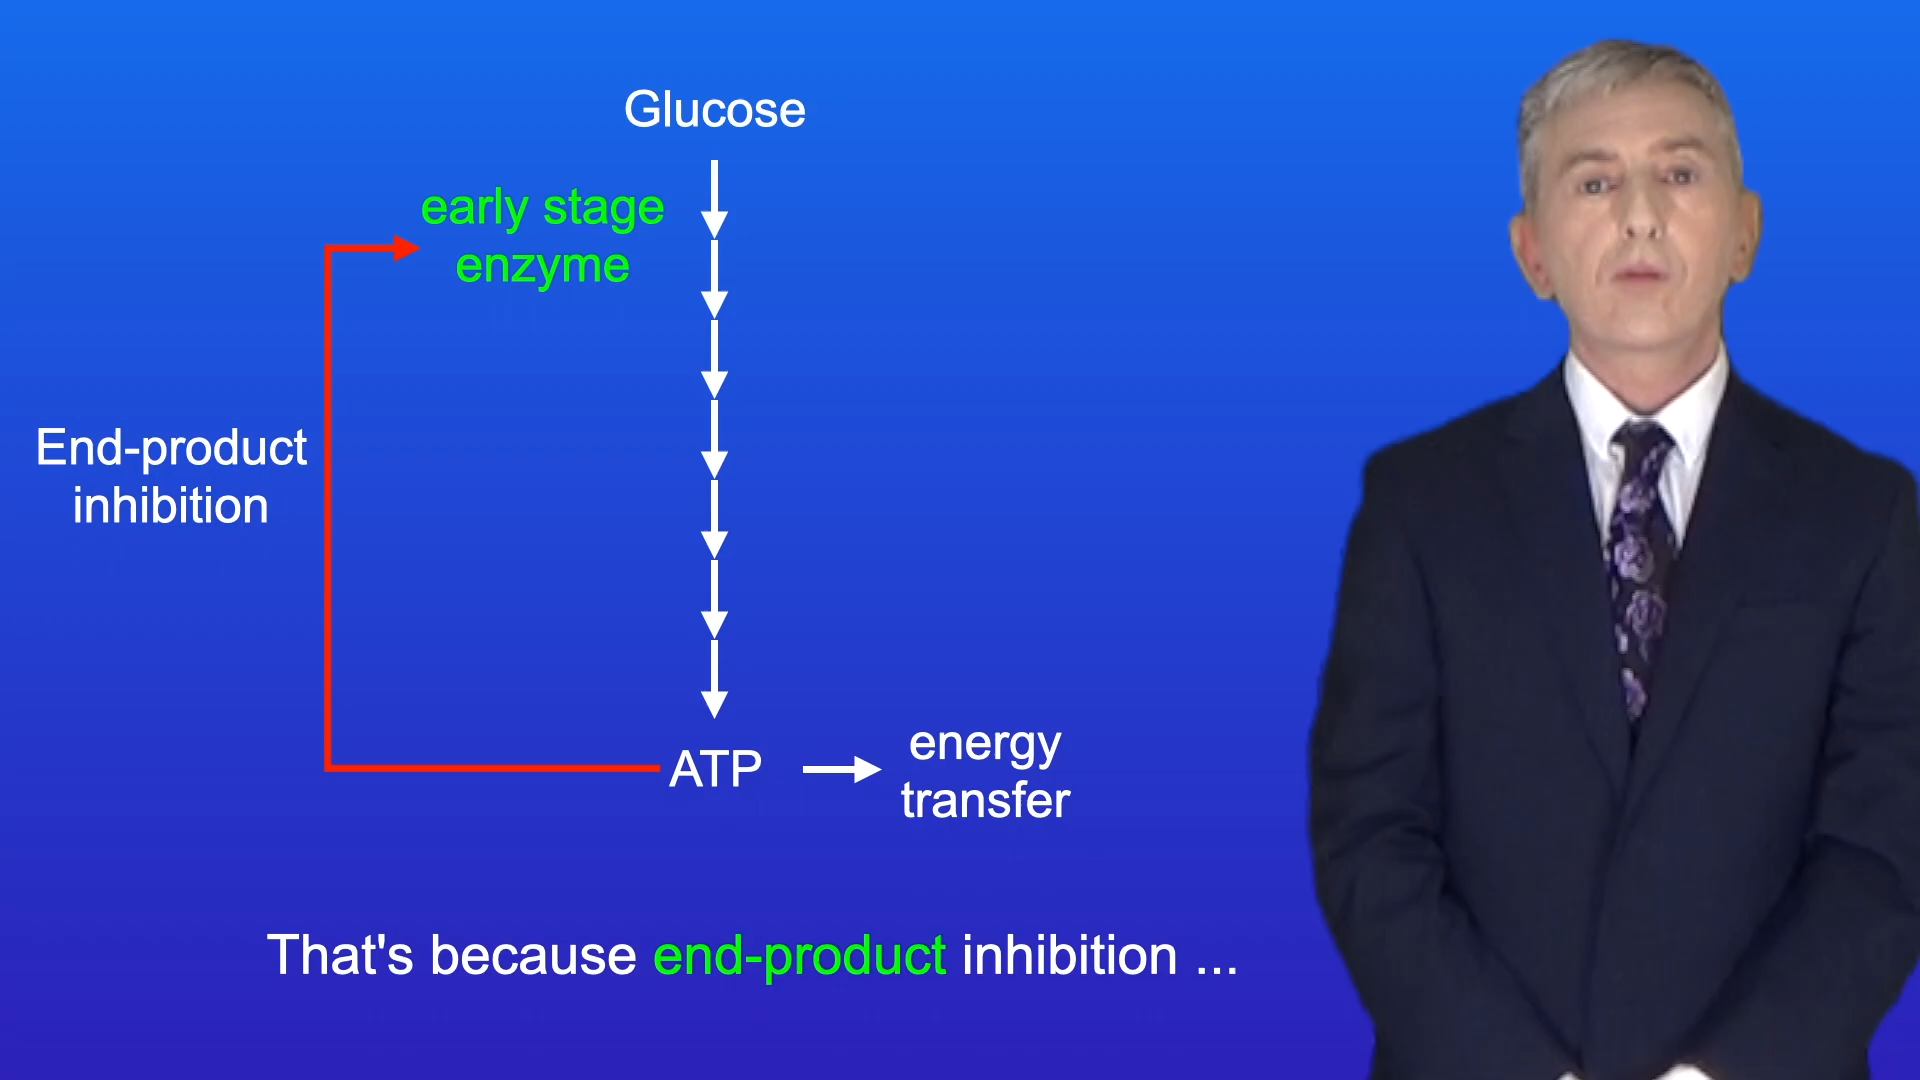 Glucose
early stage
enzyme
End-product
inhibition
ATP
energy
transfer
That's because end-product inhibition ...